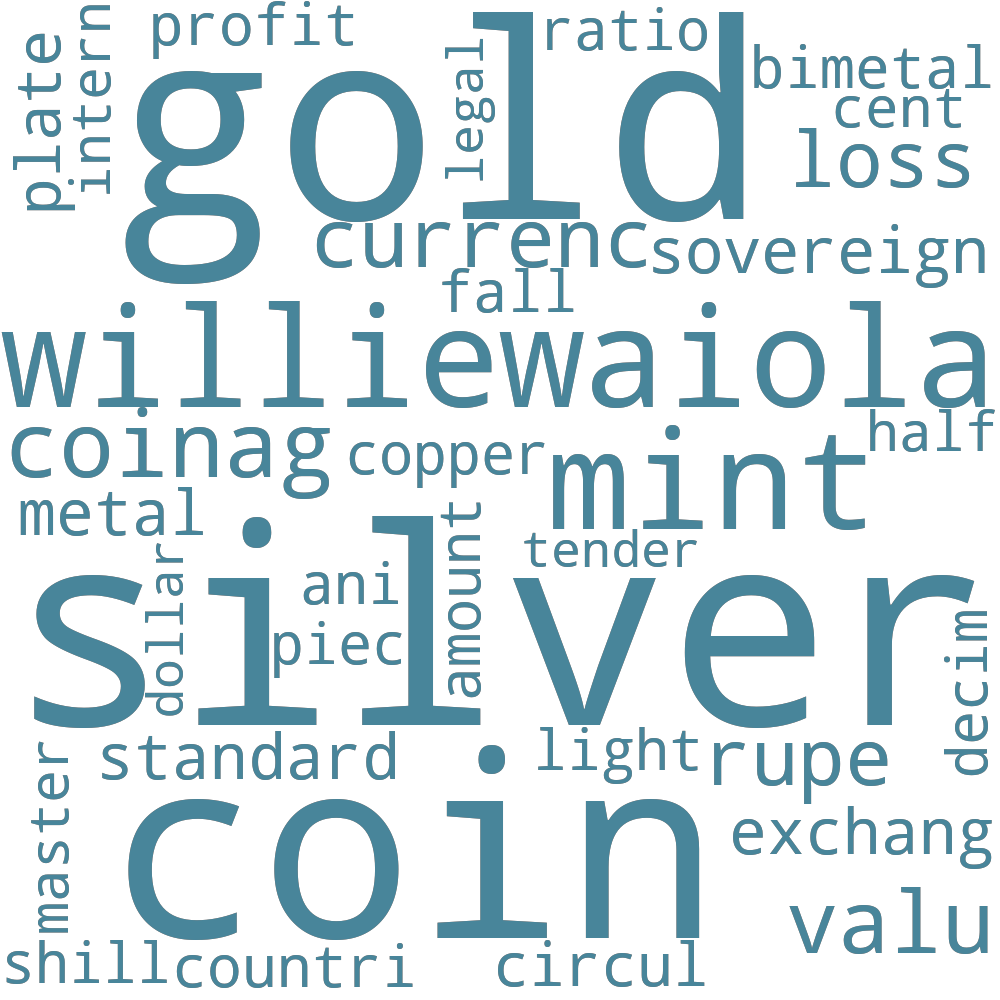 profit
ratio
plate
intern
gold
legal
bimetal
cent
loss
currenc
sovereign
fall
williewaiola
coinag
copper
mint
half
metal
silver
tender
dollar
ani
amount
piec
decim
standard
light
rupe
master
coin
exchang
valu
shill
countri
circul